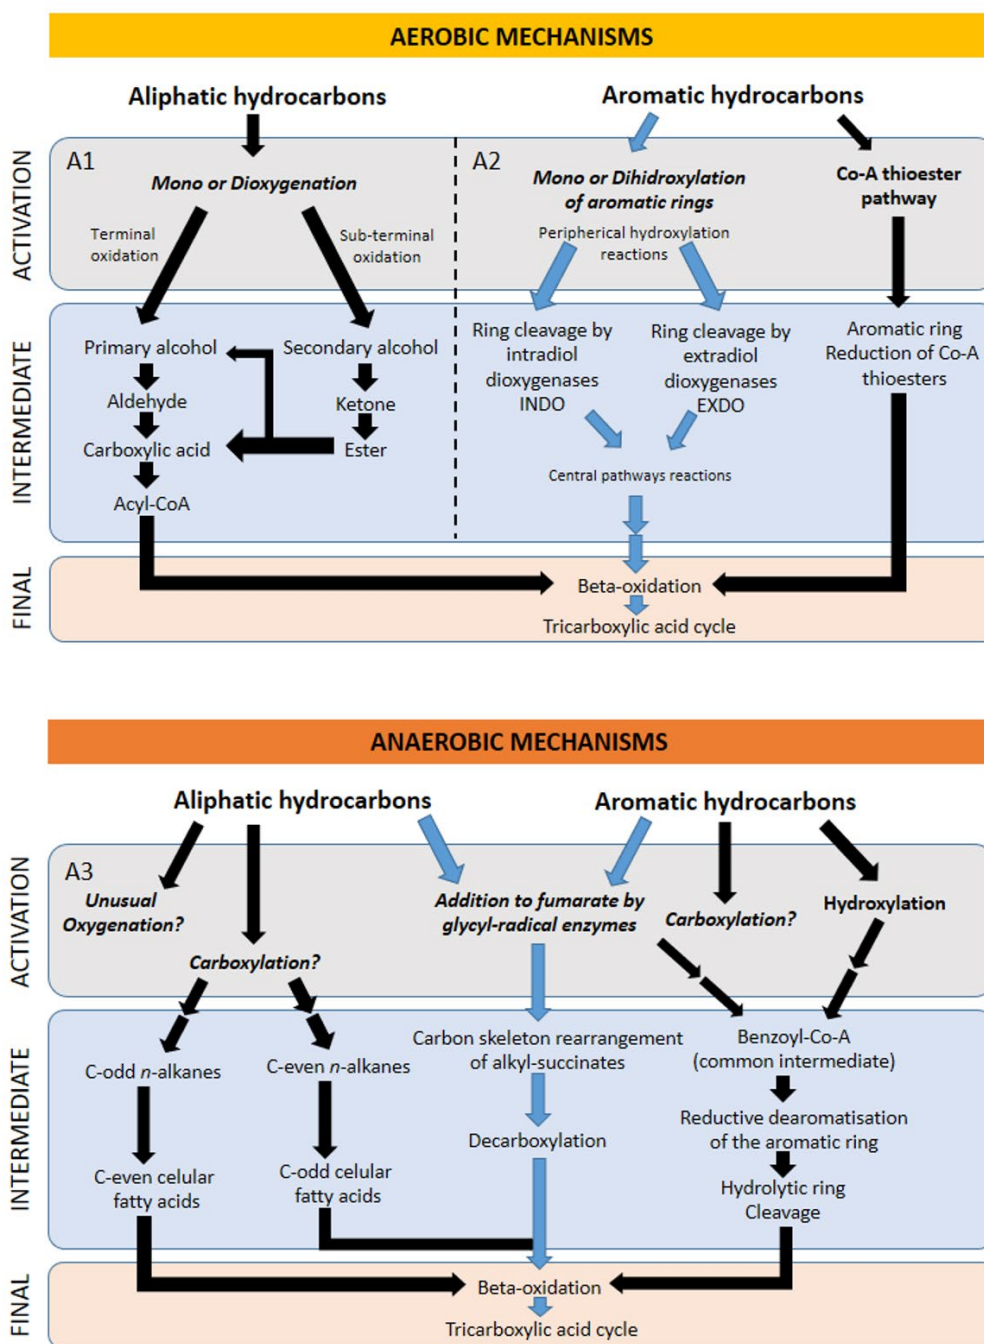 AEROBIC MECHANISMS
Aliphatic hydrocarbons
Aromatic hydrocarbons
ACTIVATION
A1
Mono or Dioxygenation
Terminal
oxidation
Sub-terminal
oxidation
A2
Mono or Dihidroxylation
of aromatic rings
Peripherical hydroxylation
reactions
Co-A thioester
pathway
INTERMEDIATE
Primary alcohol
Aldehyde
Carboxylic acid
Acyl-CoA
Secondary alcohol
Ketone
Ester
Ring cleavage by
intradiol
dioxygenases
INDO
Ring cleavage by
extradiol
dioxygenases
EXDO
Central pathways reactions
Aromatic ring
Reduction of Co-A
thioesters
FINAL
Beta-oxidation
Tricarboxylic acid cycle
ANAEROBIC MECHANISMS
Aliphatic hydrocarbons
Aromatic hydrocarbons
ACTIVATION
A3
Unusual
Oxygenation?
Carboxylation?
Addition to fumarate by
glycyl-radical enzymes
Carboxylation?
Hydroxylation
INTERMEDIATE
C-odd n-alkanes
C-even celular
fatty acids
C-even n-alkanes
C-odd celular
fatty acids
Carbon skeleton rearrangement
of alkyl-succinates
Decarboxylation
Benzoyl-Co-A
(common intermediate)
Reductive dearomatisation
of the aromatic ring
Hydrolytic ring
Cleavage
FINAL
Beta-oxidation
Tricarboxylic acid cycle